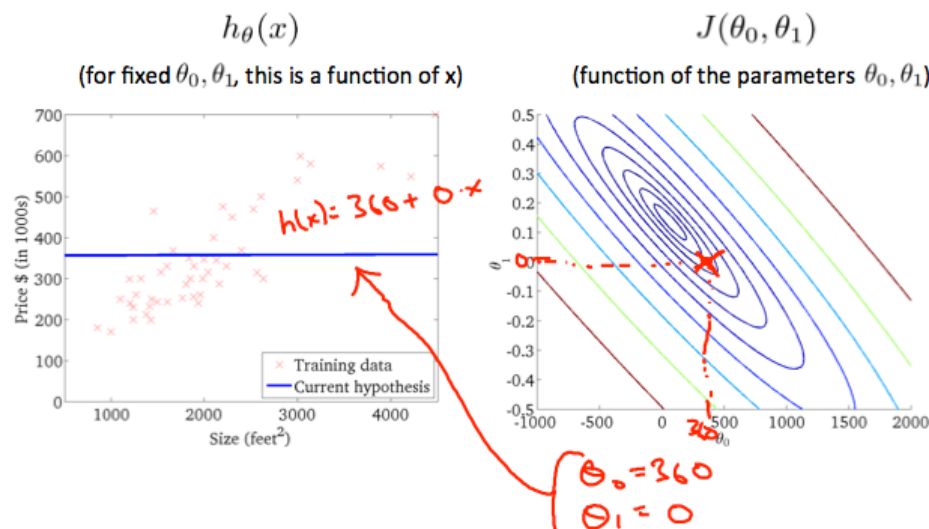 hθ(x)
(for fixed θ0, θ1, this is a function of x)
700
600
500
400
300
200
100
0
Price $ (in 1000s)
1000
2000
3000
4000
Size (feet²)
h(x) = 360 + 0·x
Training data
Current hypothesis
J(θ0, θ1)
(function of the parameters θ0, θ1)
0.5
0.4
0.3
0.2
0.1
0
-0.1
-0.2
-0.3
-0.4
-0.5
θ1
0
-1000
-500
0
500
1000
1500
2000
360
θ0
θ0 = 360
θ1 = 0